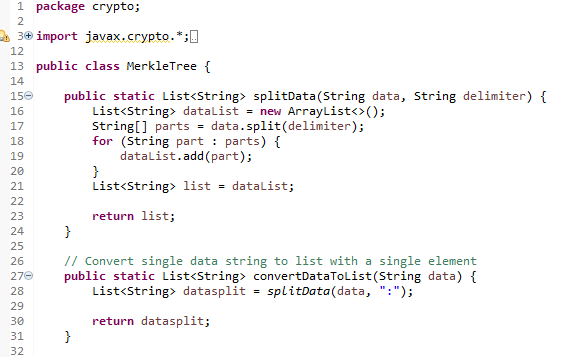 1 package crypto;
2
3 import javax.crypto.*;
12
13 public class MerkleTree {
14
15     public static List<String> splitData(String data, String delimiter) {
16         List<String> dataList = new ArrayList<>();
17         String[] parts = data.split(delimiter);
18         for (String part : parts) {
19             dataList.add(part);
20         }
21         List<String> list = dataList;
22
23         return list;
24     }
25
26     // Convert single data string to list with a single element
27     public static List<String> convertDataToList(String data) {
28         List<String> datasplit = splitData(data, ":");
29
30         return datasplit;
31     }
32